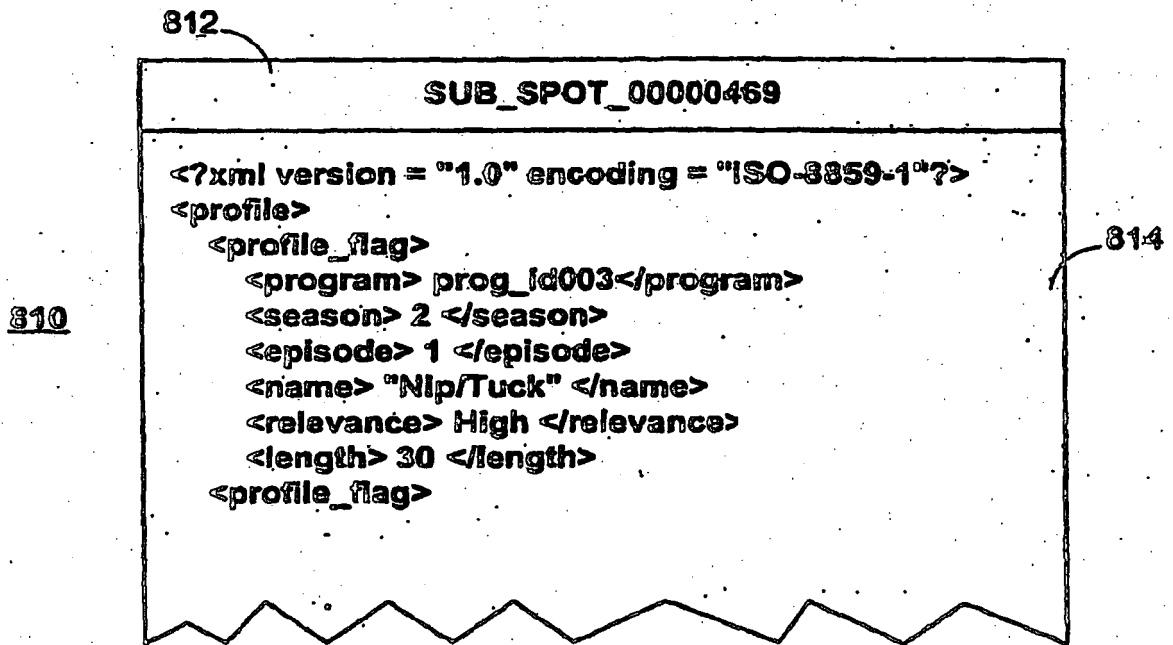 812
SUB_SPOT_00000469
<?xml version = "1.0" encoding = "ISO-8859-1"?>
<profile>
<profile_flag>
<program> prog_id003</program>
814
<season> 2 </season>
810
<episode> 1 </episode>
<name> "Nip/Tuck" </name>
<relevance> High </relevance>
<length> 30 </length>
<profile_flag>